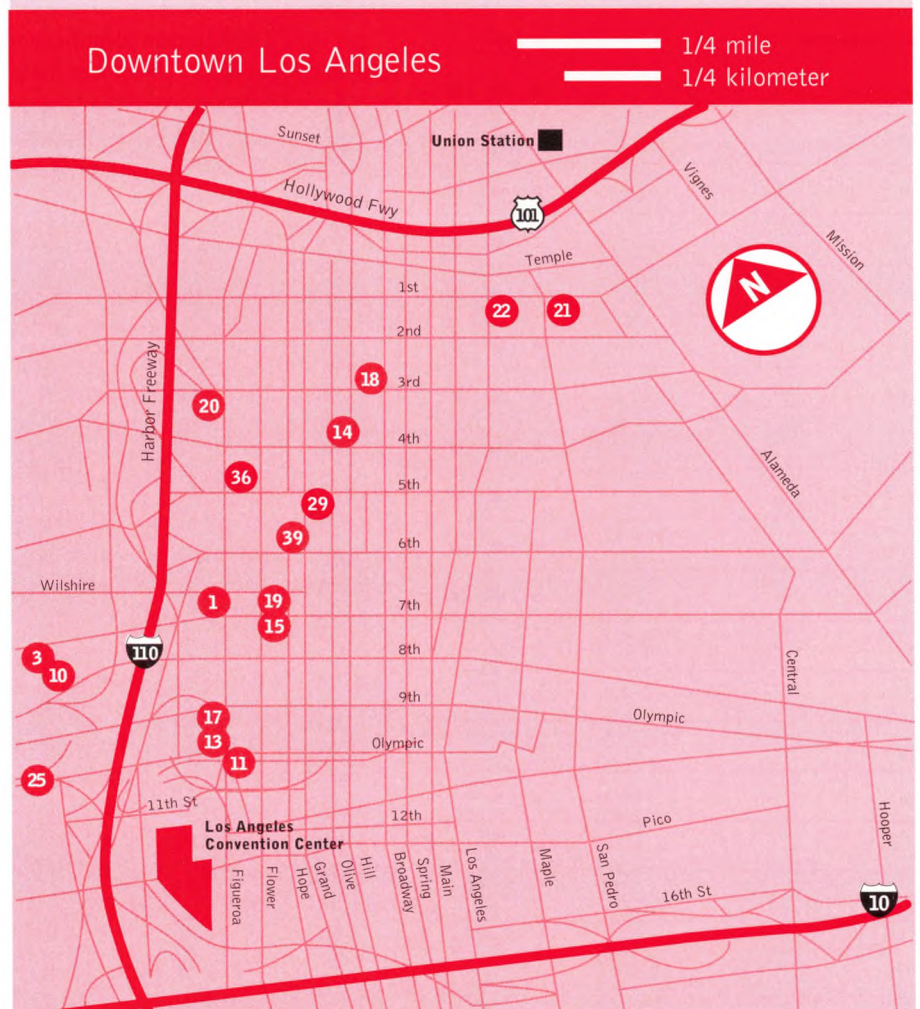 Downtown Los Angeles
1/4 mile
1/4 kilometer
Sunset
Union Station
Vignes
Hollywood Fwy
101
Mission
Temple
N
1st
22
21
2nd
Harbor Freeway
18
3rd
20
14
4th
36
Alameda
5th
29
39
6th
Wilshire
1
19
7th
15
110
8th
3
10
Central
9th
17
Olympic
13
Olympic
11
25
11th St
12th
Hooper
Los Angeles
Convention Center
Pico
Figueroa
Flower
Hope
Grand
Olive
Hill
Broadway
Spring
Main
Los Angeles
Maple
San Pedro
16th St
10